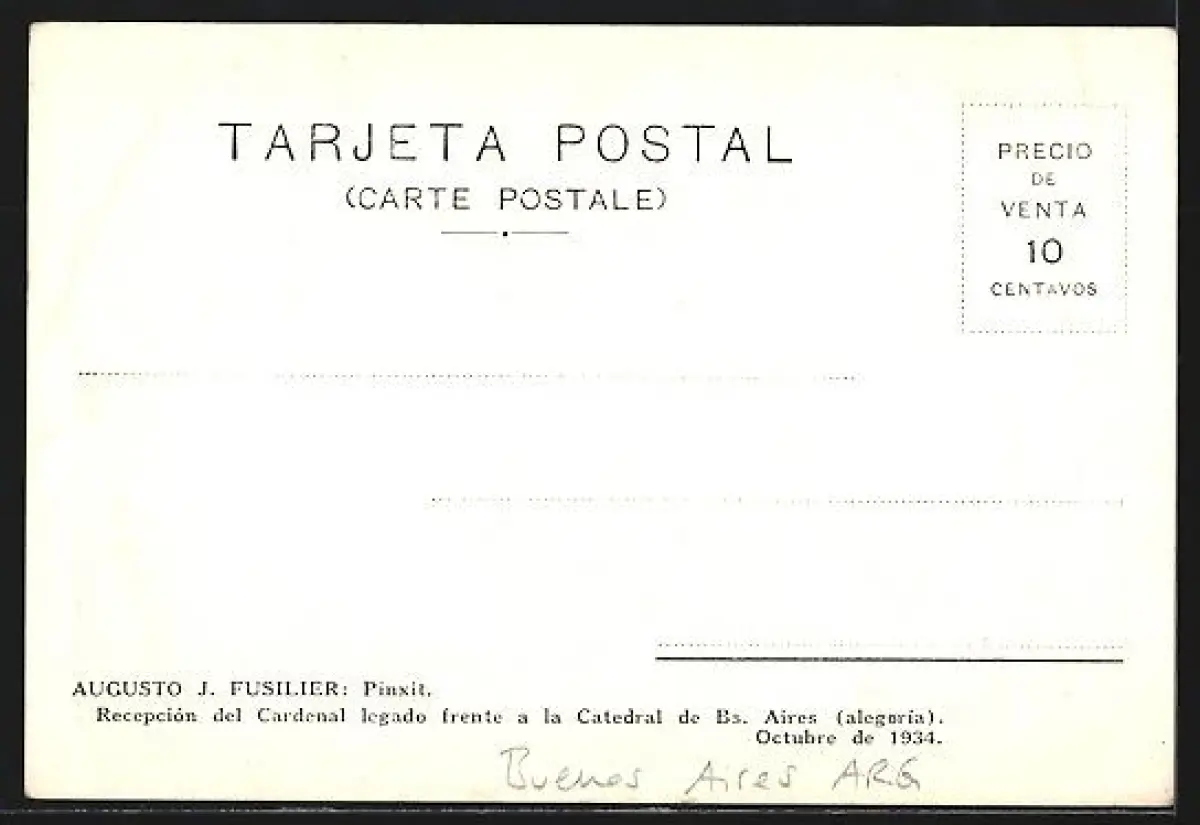 TARJETA POSTAL
(CARTE POSTALE)
PRECIO
DE
VENTA
10
CENTAVOS
AUGUSTO J. FUSILIER: Pinxit.
Recepción del Cardenal legado frente a la Catedral de Bs. Aires (alegoría).
Octubre de 1934.
Buenos Aires ARG